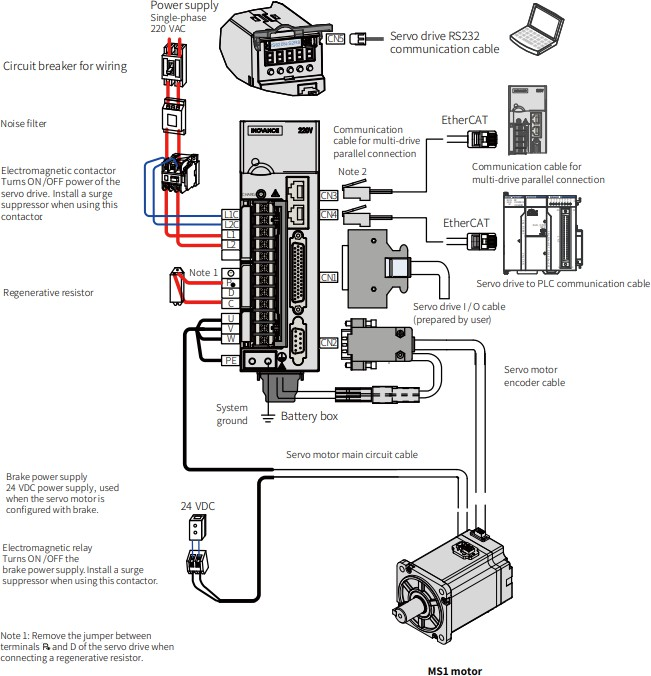 Power supply
Single-phase
220 VAC
CN5
Servo drive RS232
communication cable
Circuit breaker for wiring
Noise filter
INOVANCE
220V
Communication
cable for multi-drive
parallel connection
EtherCAT
Communication cable for
multi-drive parallel connection
Note 2
Electromagnetic contactor
Turns ON /OFF power of the
servo drive. Install a surge
suppressor when using this
contactor
CN3
CN4
L1C
L2C
L1
L2
EtherCAT
Servo drive to PLC communication cable
Note 1
CN1
Regenerative resistor
P
D
C
Servo drive I / O cable
(prepared by user)
U
V
W
CN2
PE
Servo motor
encoder cable
System
ground
Battery box
Servo motor main circuit cable
Brake power supply
24 VDC power supply, used
when the servo motor is
configured with brake.
24 VDC
Electromagnetic relay
Turns ON /OFF the
brake power supply. Install a surge
suppressor when using this contactor.
Note 1: Remove the jumper between
terminals P and D of the servo drive when
connecting a regenerative resistor.
MS1 motor